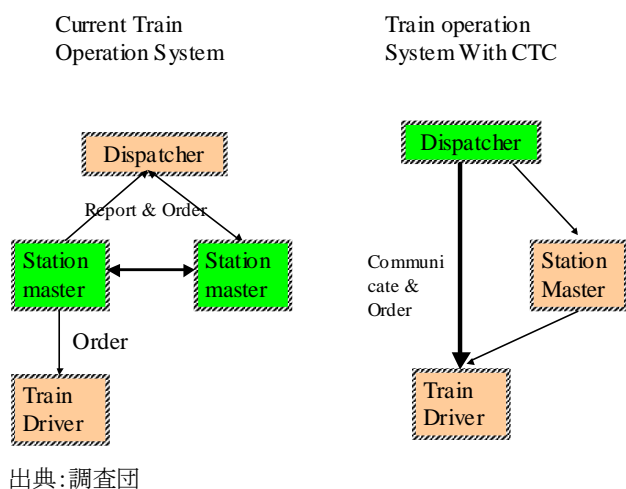 Current Train
Operation System
Train operation
System With CTC
Dispatcher
Report & Order
Station
master
Station
master
Order
Train
Driver
Dispatcher
Communi
cate &
Order
Station
Master
Train
Driver
出典:調査団